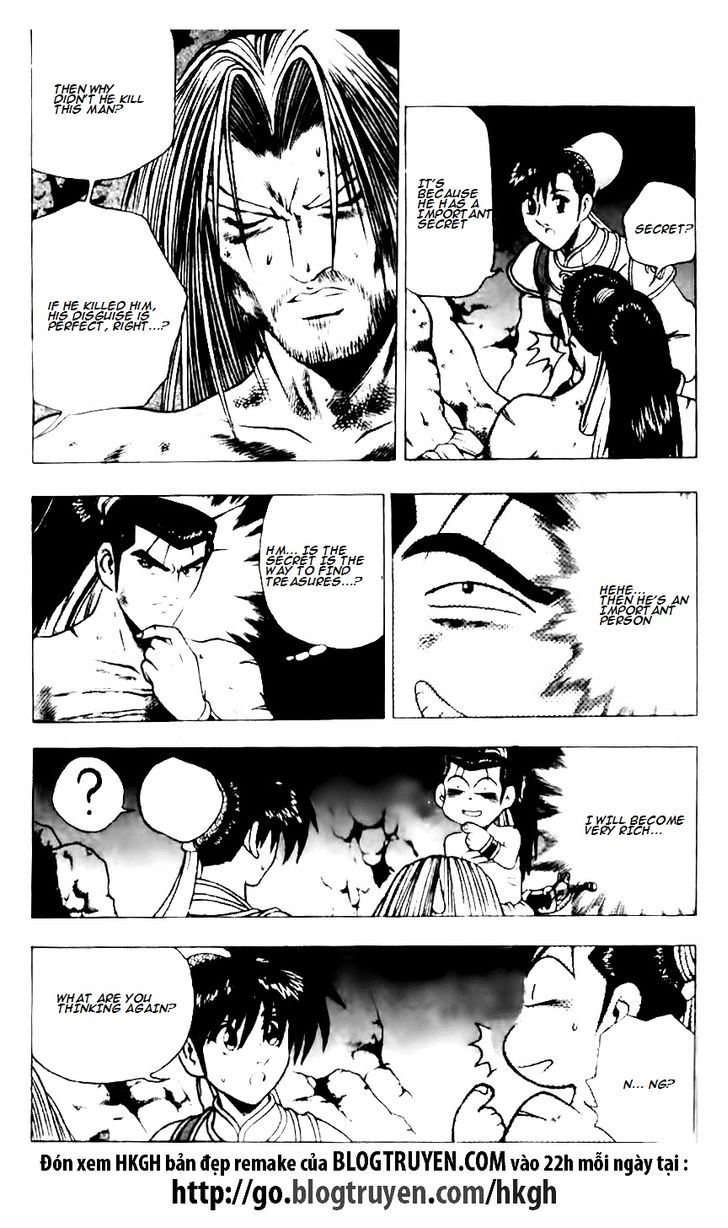 THEN WHY
DIDN'T HE KILL
THIS MAN?
IF HE KILLED HIM,
HIS DISGUISE IS
PERFECT, RIGHT...?
IT'S
BECAUSE
HE HAS A
IMPORTANT
SECRET
SECRET?
HM... IS THE
SECRET IS THE
WAY TO FIND
TREASURES...?
HEHE...
THEN HE'S AN
IMPORTANT
PERSON
?
I WILL BECOME
VERY RICH...
WHAT ARE YOU
THINKING AGAIN?
N... NG?
Đón xem HKGH bản đẹp remake của BLOGTRUYEN.COM vào 22h mỗi ngày tại :
http://go.blogtruyen.com/hkgh